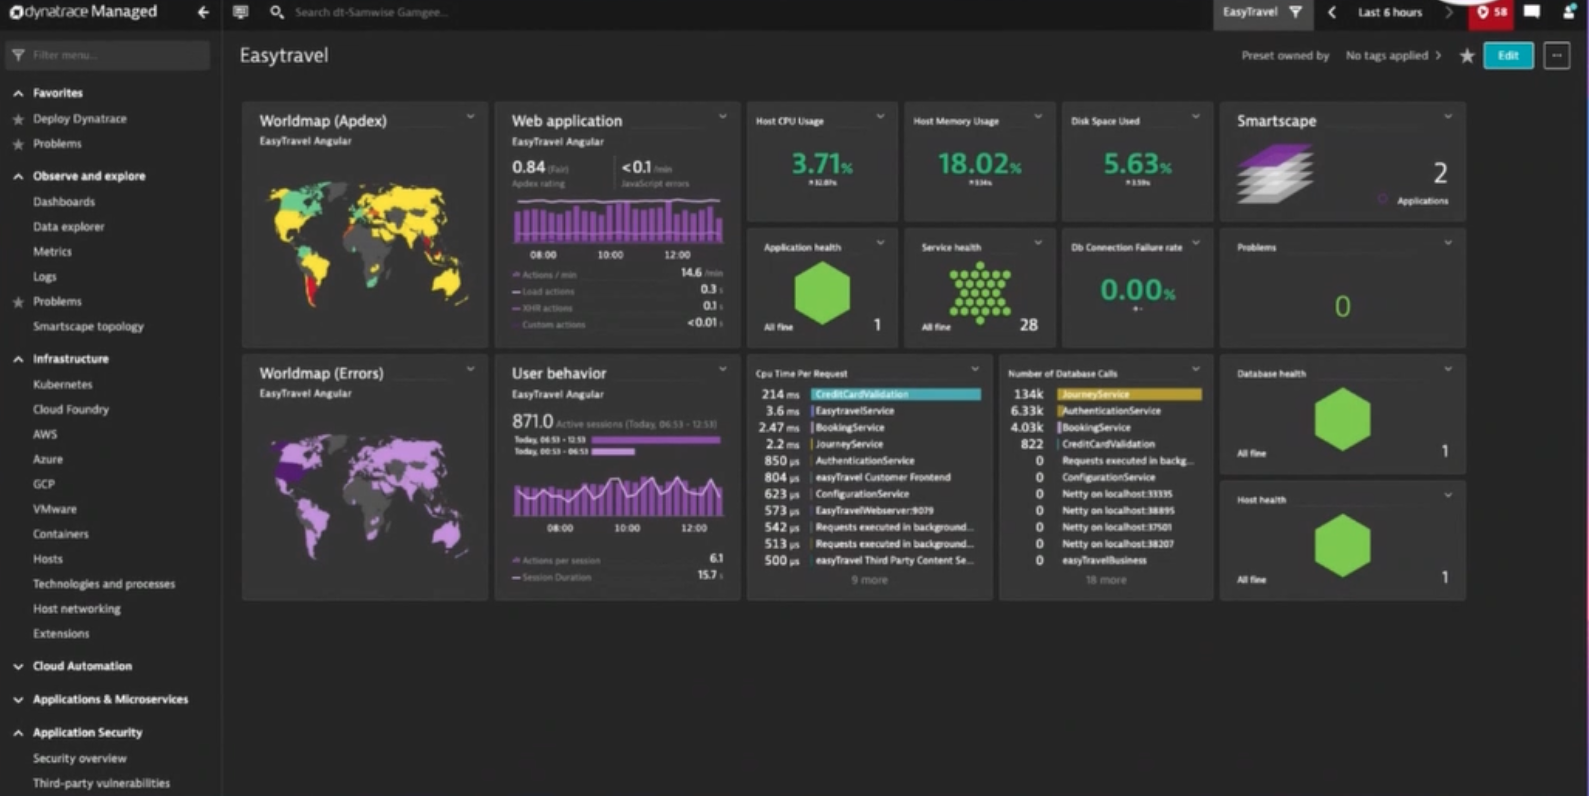 dynatrace Managed
Search dt-Samwise Gamgee...
EasyTravel
Last 6 hours
58
Filter menu...
Easytravel
Preset owned by
No tags applied
Edit
Favorites
Deploy Dynatrace
Problems
Observe and explore
Dashboards
Data explorer
Metrics
Logs
Problems
Smartscape topology
Infrastructure
Kubernetes
Cloud Foundry
AWS
Azure
GCP
VMware
Containers
Hosts
Technologies and processes
Host networking
Extensions
Cloud Automation
Applications & Microservices
Application Security
Security overview
Third-party vulnerabilities
Worldmap (Apdex)
EasyTravel Angular
Web application
EasyTravel Angular
0.84 (Fair)
Apdex rating
<0.1 /min
JavaScript errors
08:00 10:00 12:00
Actions / min 14.6 /min
Load actions 0.3 s
XHR actions 0.1 s
Custom actions <0.01 s
Host CPU Usage
3.71%
Host Memory Usage
18.02%
Disk Space Used
5.63%
Smartscape
2
Applications
Application health
All fine 1
Service health
All fine 28
Db Connection Failure rate
0.00%
Problems
0
Worldmap (Errors)
EasyTravel Angular
User behavior
EasyTravel Angular
871.0 Active sessions (Today, 06:53 - 12:53)
Today, 06:53 - 12:53
Today, 00:53 - 06:53
08:00 10:00 12:00
Actions per session 6.1
Session Duration 15.7 s
Cpu Time Per Request
214 ms CreditCardValidation
3.6 ms EasytravelService
2.47 ms BookingService
2.2 ms JourneyService
850 µs AuthenticationService
804 µs easyTravel Customer Frontend
623 µs ConfigurationService
573 µs EasyTravelWebserver:9079
542 µs Requests executed in background...
513 µs Requests executed in background...
500 µs easyTravel Third Party Content Se...
9 more
Number of Database Calls
134k JourneyService
6.33k AuthenticationService
4.03k BookingService
822 CreditCardValidation
0 Requests executed in backg...
0 ConfigurationService
0 Netty on localhost:33335
0 Netty on localhost:38895
0 Netty on localhost:37501
0 Netty on localhost:38207
0 easyTravelBusiness
18 more
Database health
All fine 1
Host health
All fine 1